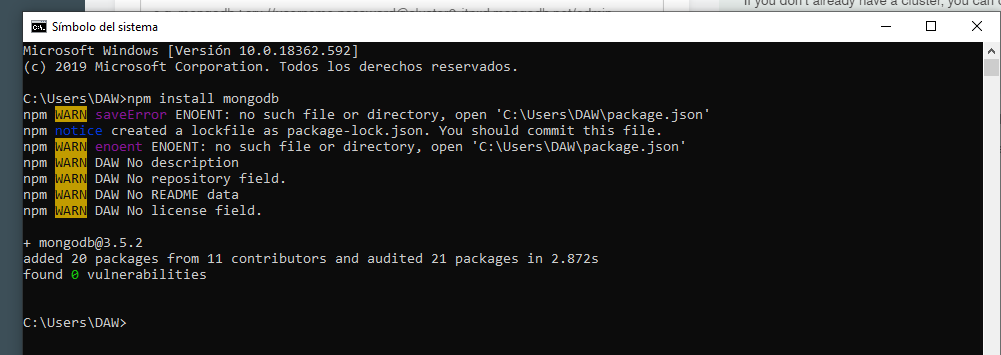 If you don't already have a cluster, you can
Símbolo del sistema
Microsoft Windows [Versión 10.0.18362.592]
(c) 2019 Microsoft Corporation. Todos los derechos reservados.
C:\Users\DAW>npm install mongodb
npm WARN saveError ENOENT: no such file or directory, open 'C:\Users\DAW\package.json'
npm notice created a lockfile as package-lock.json. You should commit this file.
npm WARN enoent ENOENT: no such file or directory, open 'C:\Users\DAW\package.json'
npm WARN DAW No description
npm WARN DAW No repository field.
npm WARN DAW No README data
npm WARN DAW No license field.
+ mongodb@3.5.2
added 20 packages from 11 contributors and audited 21 packages in 2.872s
found 0 vulnerabilities
C:\Users\DAW>